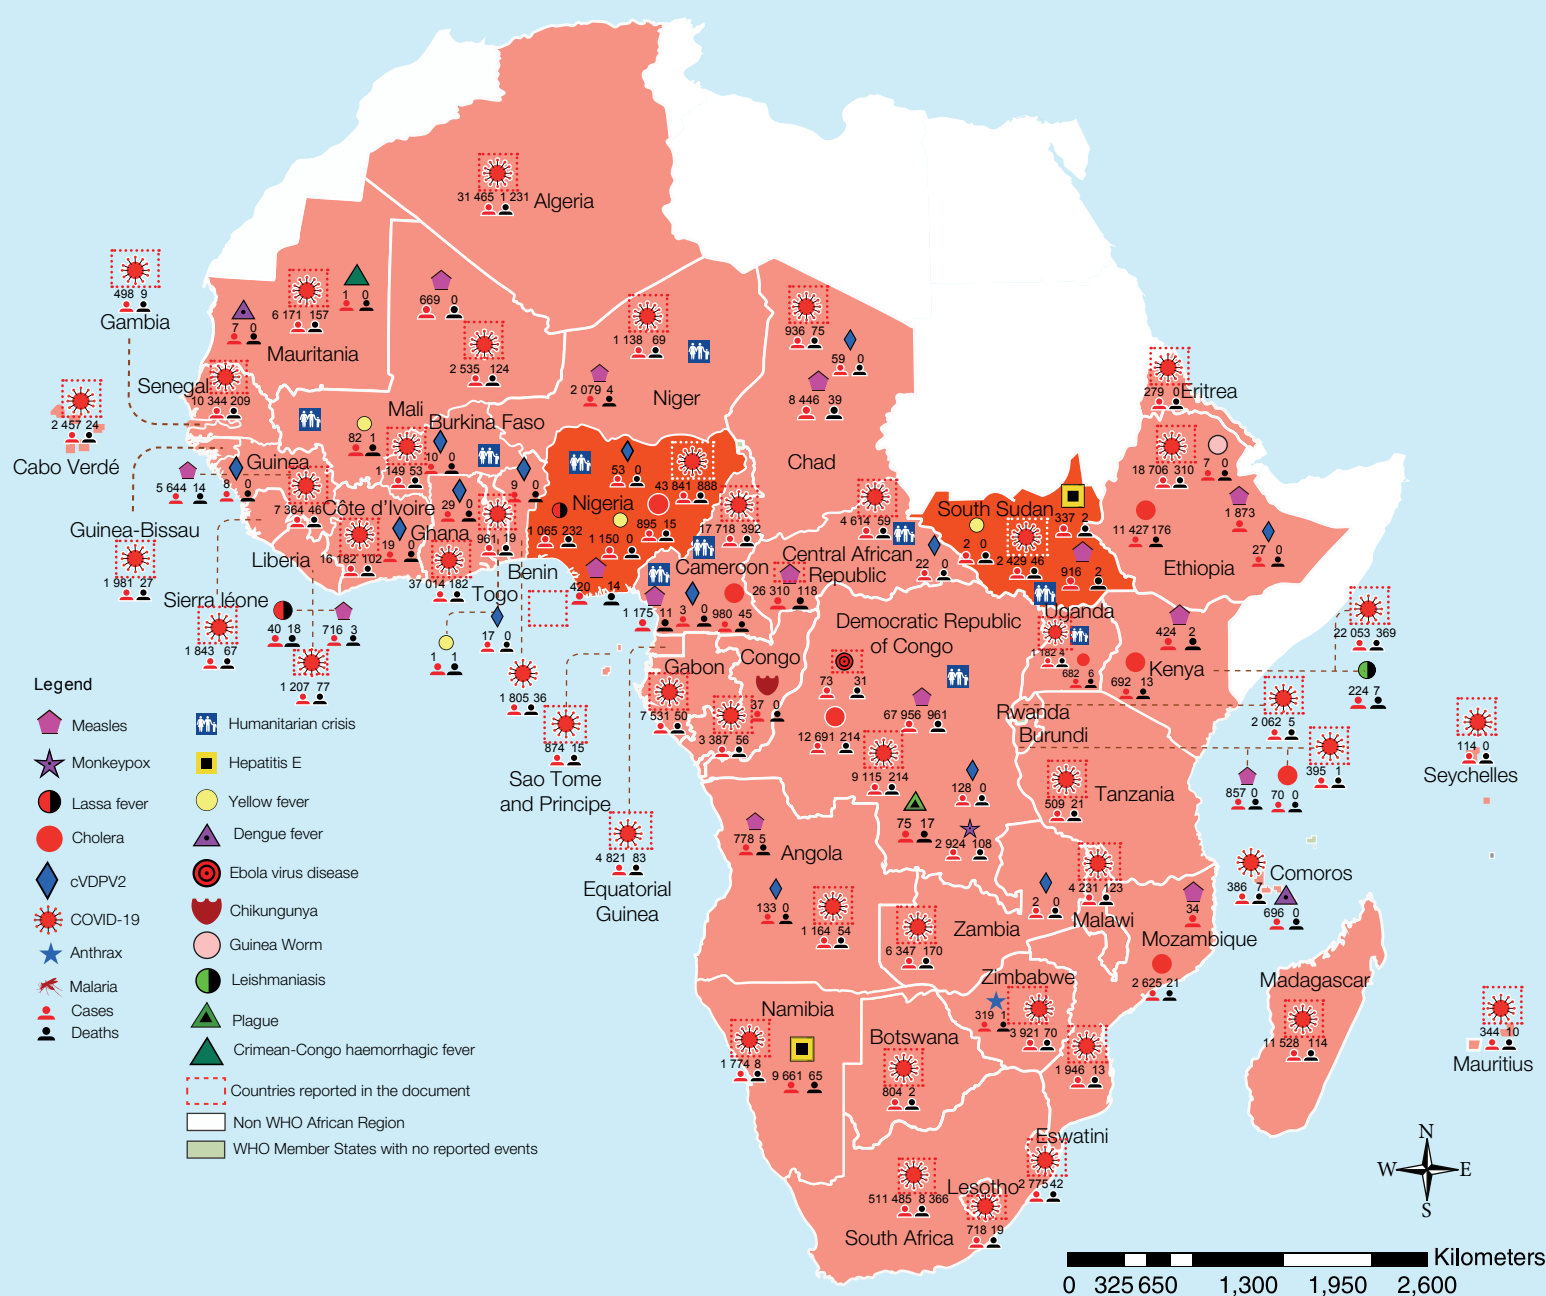 31 465 1 231
Algeria
498 9
Gambia
6 171 157
1 0
7 0
Mauritania
669 0
2 535 124
1 138 69
2 079 4
Niger
936 75
59 0
8 446 39
Chad
Senegal
10 344 209
2 457 24
Cabo Verdé
Mali
82 1
Burkina Faso
1 149 53
10 0
9 0
53 0
43 841 888
Nigeria
1 065 232
1 150 0
895 15
420 14
279 0
Eritrea
18 706 310
7 0
11 427 176
1 873
27 0
Ethiopia
Guinea
5 644 14
8 0
7 364 46
Côte d'Ivoire
16 182 102
19 0
29 0
Ghana
37 014 182
961 19
Benin
Togo
17 0
1 1
Guinea-Bissau
1 981 27
Liberia
Sierra léone
1 843 67
40 18
716 3
1 207 77
1 805 36
17 718 392
Cameroon
1 175 11
3 0
980 45
4 614 59
Central African
Republic
22 0
26 310 118
South Sudan
337 2
2 0
2 429 46
916 2
Uganda
1 182 4
682 6
424 2
692 13
Kenya
22 053 369
224 7
Democratic Republic
of Congo
73 31
12 691 214
67 956 961
9 115 214
128 0
75 17
2 924 108
Gabon
7 531 50
Congo
37 0
3 387 56
874 15
Sao Tome
and Principe
4 821 83
Equatorial
Guinea
Rwanda
2 062 5
Burundi
395 1
857 0
70 0
Tanzania
509 21
114 0
Seychelles
386 7
Comoros
696 0
778 5
Angola
133 0
1 164 54
Zambia
6 347 170
2 0
4 231 123
Malawi
34
Mozambique
2 625 21
1 946 13
Zimbabwe
319 1
3 921 70
Madagascar
11 528 114
344 10
Mauritius
Namibia
1 774 8
9 661 65
Botswana
804 2
Eswatini
2 775 42
Lesotho
718 19
511 485 8 366
South Africa
Legend
Measles
Monkeypox
Lassa fever
Cholera
cVDPV2
COVID-19
Anthrax
Malaria
Cases
Deaths
Humanitarian crisis
Hepatitis E
Yellow fever
Dengue fever
Ebola virus disease
Chikungunya
Guinea Worm
Leishmaniasis
Plague
Crimean-Congo haemorrhagic fever
Countries reported in the document
Non WHO African Region
WHO Member States with no reported events
N
W E
S
Kilometers
0 325 650 1,300 1,950 2,600